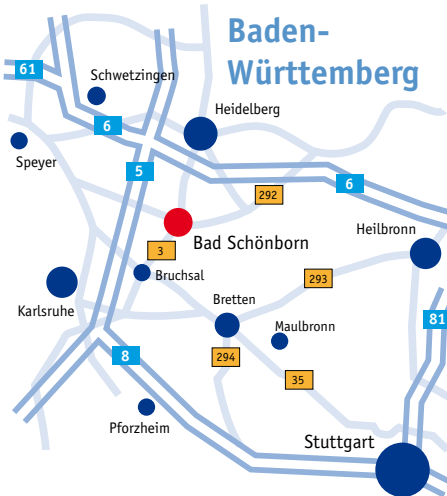 Baden-
Württemberg
61
Schwetzingen
6
Heidelberg
Speyer
5
6
292
Bad Schönborn
3
Heilbronn
Bruchsal
293
Karlsruhe
Bretten
81
Maulbronn
8
294
35
Pforzheim
Stuttgart